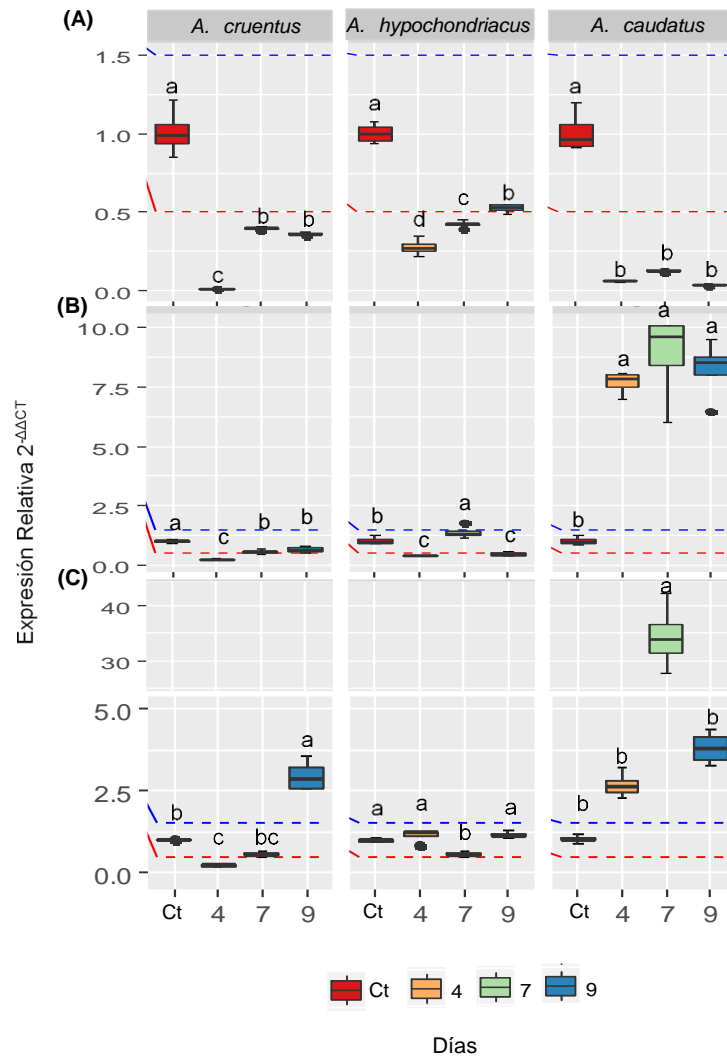 (A)
A. cruentus
A. hypochondriacus
A. caudatus
1.5
1.0
0.5
0.0
a
c
b
b
a
d
c
b
a
b
b
b
(B)
10.0
7.5
2.5
0.0
a
c
b
b
b
c
a
c
b
a
a
a
(C)
40
30
5.0
2.5
0.0
b
c
bc
a
a
a
b
a
b
b
a
b
Expresión Relativa 2-ΔΔCT
Ct 4 7 9
Ct 4 7 9
Ct 4 7 9
Ct 4 7 9
Días